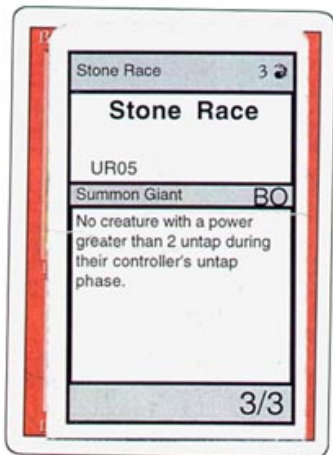 Stone Race 3
Stone Race
UR05
Summon Giant BO
No creature with a power
greater than 2 untap during
their controller's untap
phase.
3/3